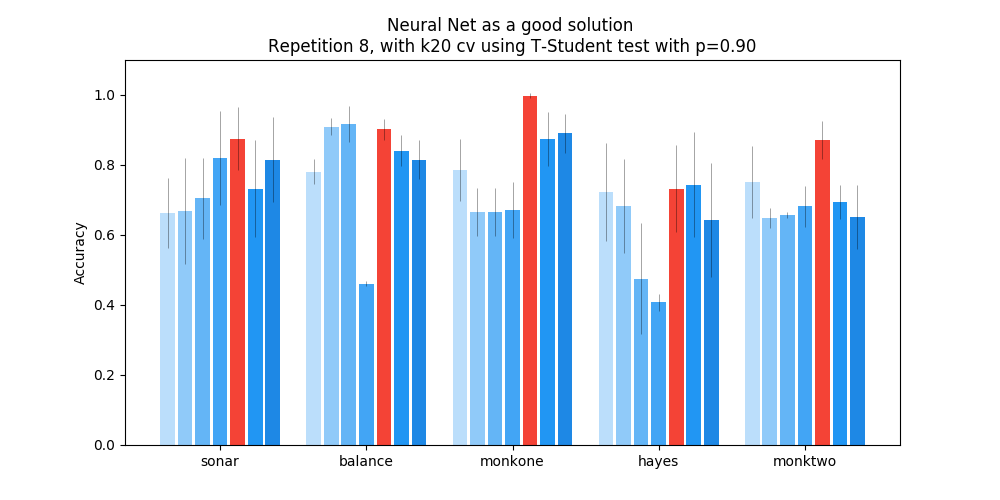 Neural Net as a good solution
Repetition 8, with k20 cv using T-Student test with p=0.90
Accuracy
1.0
0.8
0.6
0.4
0.2
0.0
sonar balance monkone hayes monktwo